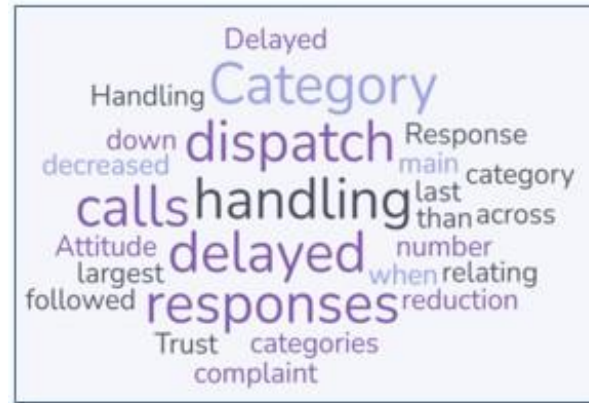 Delayed
Handling Category
down dispatch Response
decreased main category
calls handling last
than across
Attitude delayed number
largest when relating
followed responses reduction
Trust categories
complaint